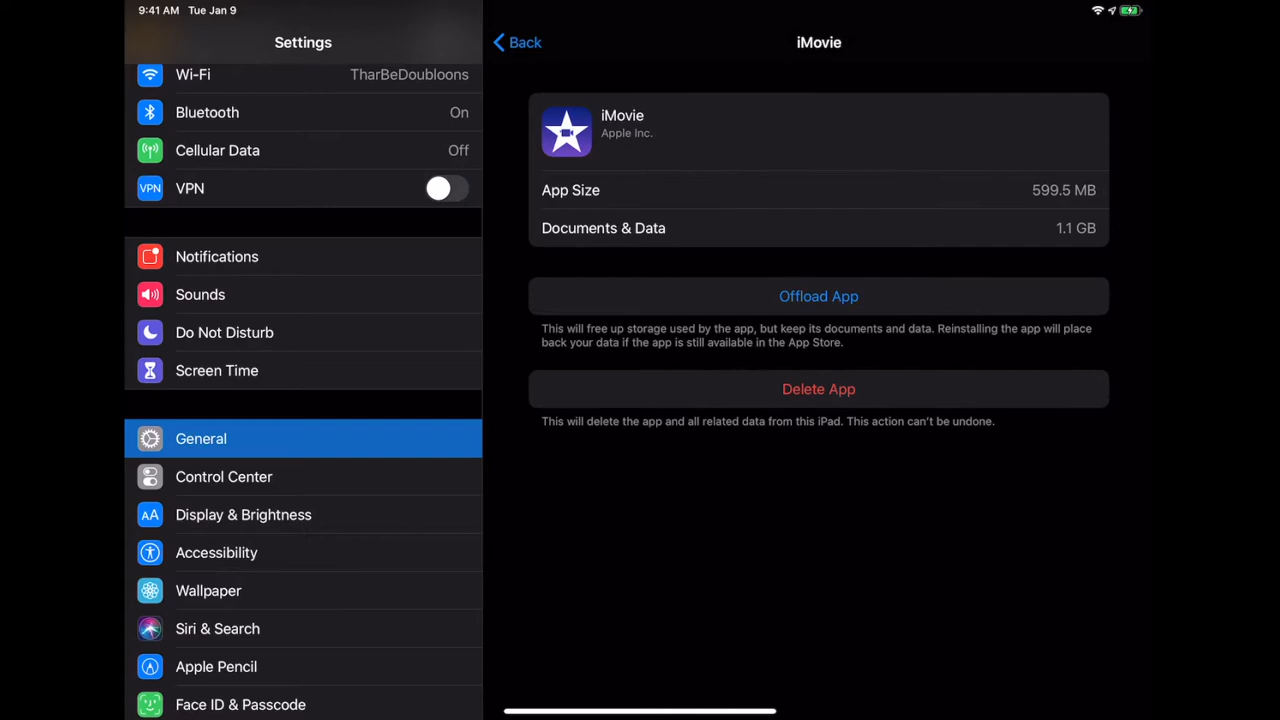 9:41 AM Tue Jan 9
Settings
Wi-Fi TharBeDoubloons
Bluetooth On
Cellular Data Off
VPN VPN
Notifications
Sounds
Do Not Disturb
Screen Time
General
Control Center
AA Display & Brightness
Accessibility
Wallpaper
Siri & Search
Apple Pencil
Face ID & Passcode
Back
iMovie
iMovie
Apple Inc.
App Size 599.5 MB
Documents & Data 1.1 GB
Offload App
This will free up storage used by the app, but keep its documents and data. Reinstalling the app will place
back your data if the app is still available in the App Store.
Delete App
This will delete the app and all related data from this iPad. This action can't be undone.